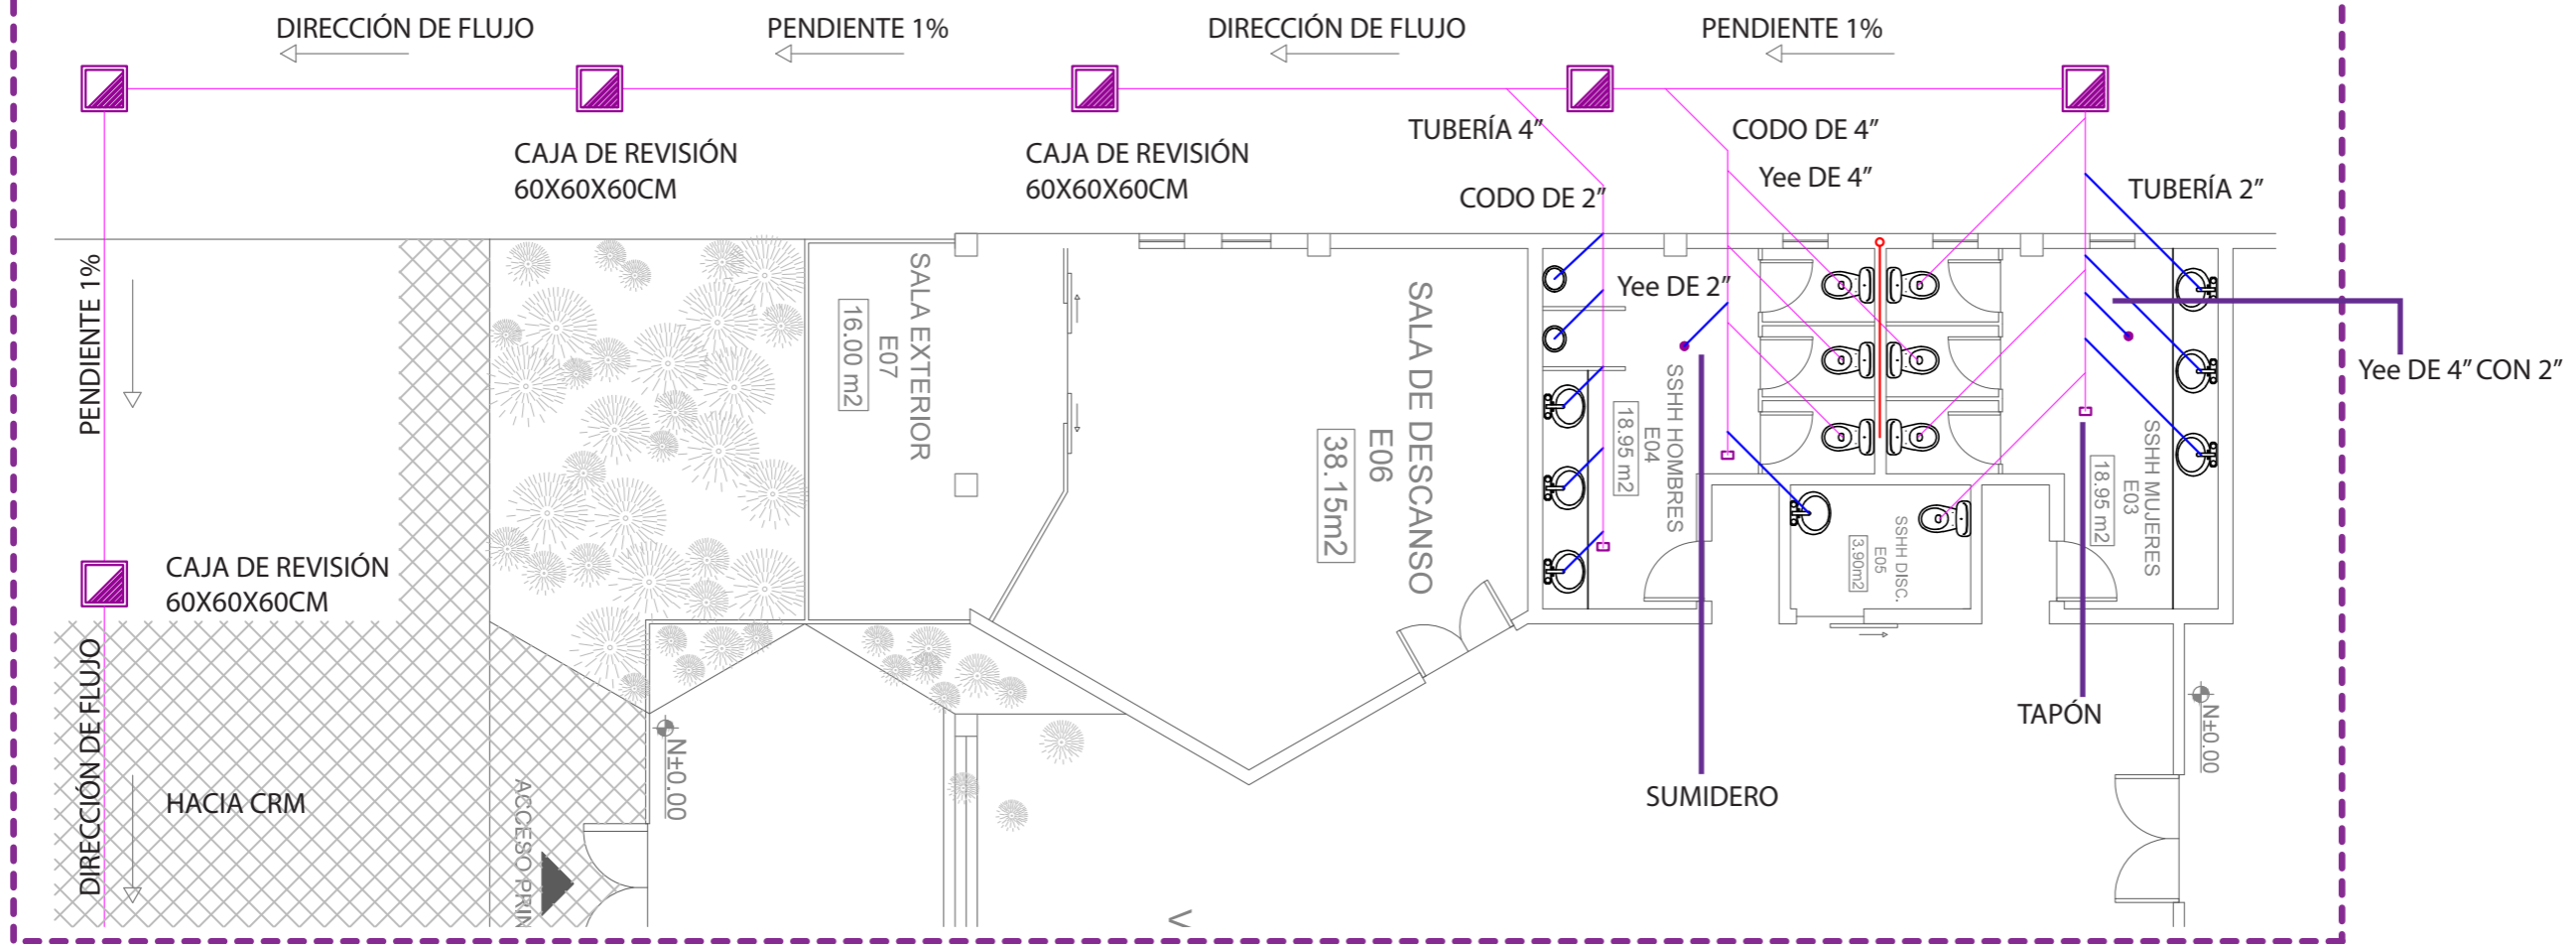 DIRECCIÓN DE FLUJO
PENDIENTE 1%
DIRECCIÓN DE FLUJO
PENDIENTE 1%
CAJA DE REVISIÓN
60X60X60CM
CAJA DE REVISIÓN
60X60X60CM
TUBERÍA 4”
CODO DE 4”
Yee DE 4”
CODO DE 2”
TUBERÍA 2”
Yee DE 2”
Yee DE 4” CON 2”
PENDIENTE 1%
SALA EXTERIOR
E07
16.00 m2
SALA DE DESCANSO
E06
38.15m2
SSHH HOMBRES
E04
18.95 m2
SSHH DISC.
E05
3.90m2
SSHH MUJERES
E03
18.95 m2
CAJA DE REVISIÓN
60X60X60CM
DIRECCIÓN DE FLUJO
HACIA CRM
ACCESO PRIN
N±0.00
SUMIDERO
TAPÓN
N±0.00
V